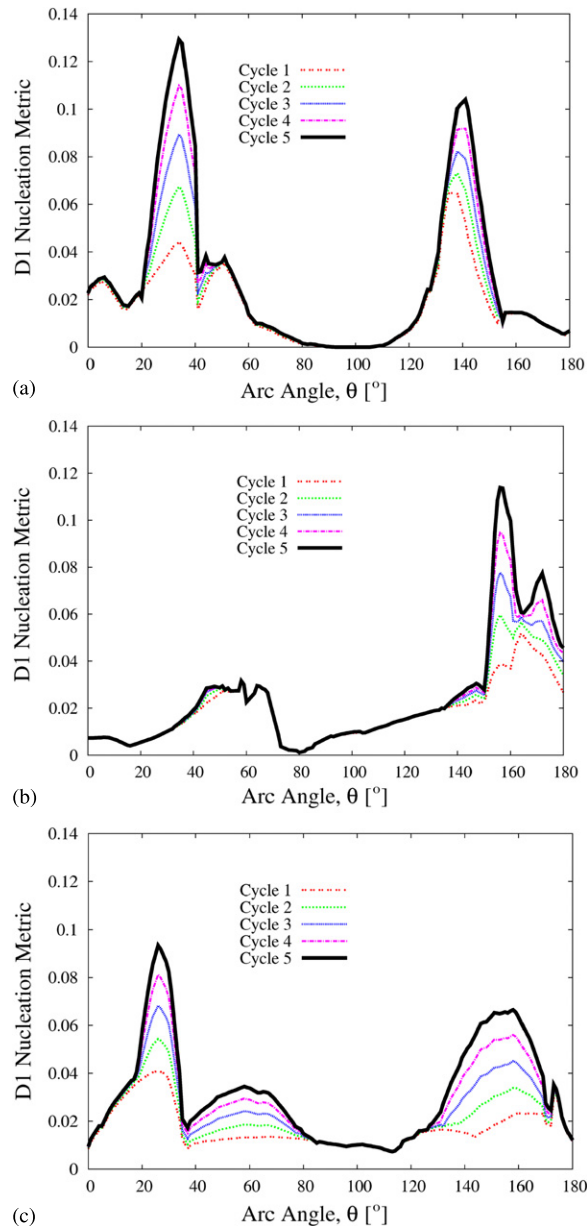 0.14
0.12
0.1
0.08
0.06
0.04
0.02
0
D1 Nucleation Metric
Cycle 1
Cycle 2
Cycle 3
Cycle 4
Cycle 5
0 20 40 60 80 100 120 140 160 180
Arc Angle, θ [°]
(a)
0.14
0.12
0.1
0.08
0.06
0.04
0.02
0
D1 Nucleation Metric
Cycle 1
Cycle 2
Cycle 3
Cycle 4
Cycle 5
0 20 40 60 80 100 120 140 160 180
Arc Angle, θ [°]
(b)
0.14
0.12
0.1
0.08
0.06
0.04
0.02
0
D1 Nucleation Metric
Cycle 1
Cycle 2
Cycle 3
Cycle 4
Cycle 5
0 20 40 60 80 100 120 140 160 180
Arc Angle, θ [°]
(c)